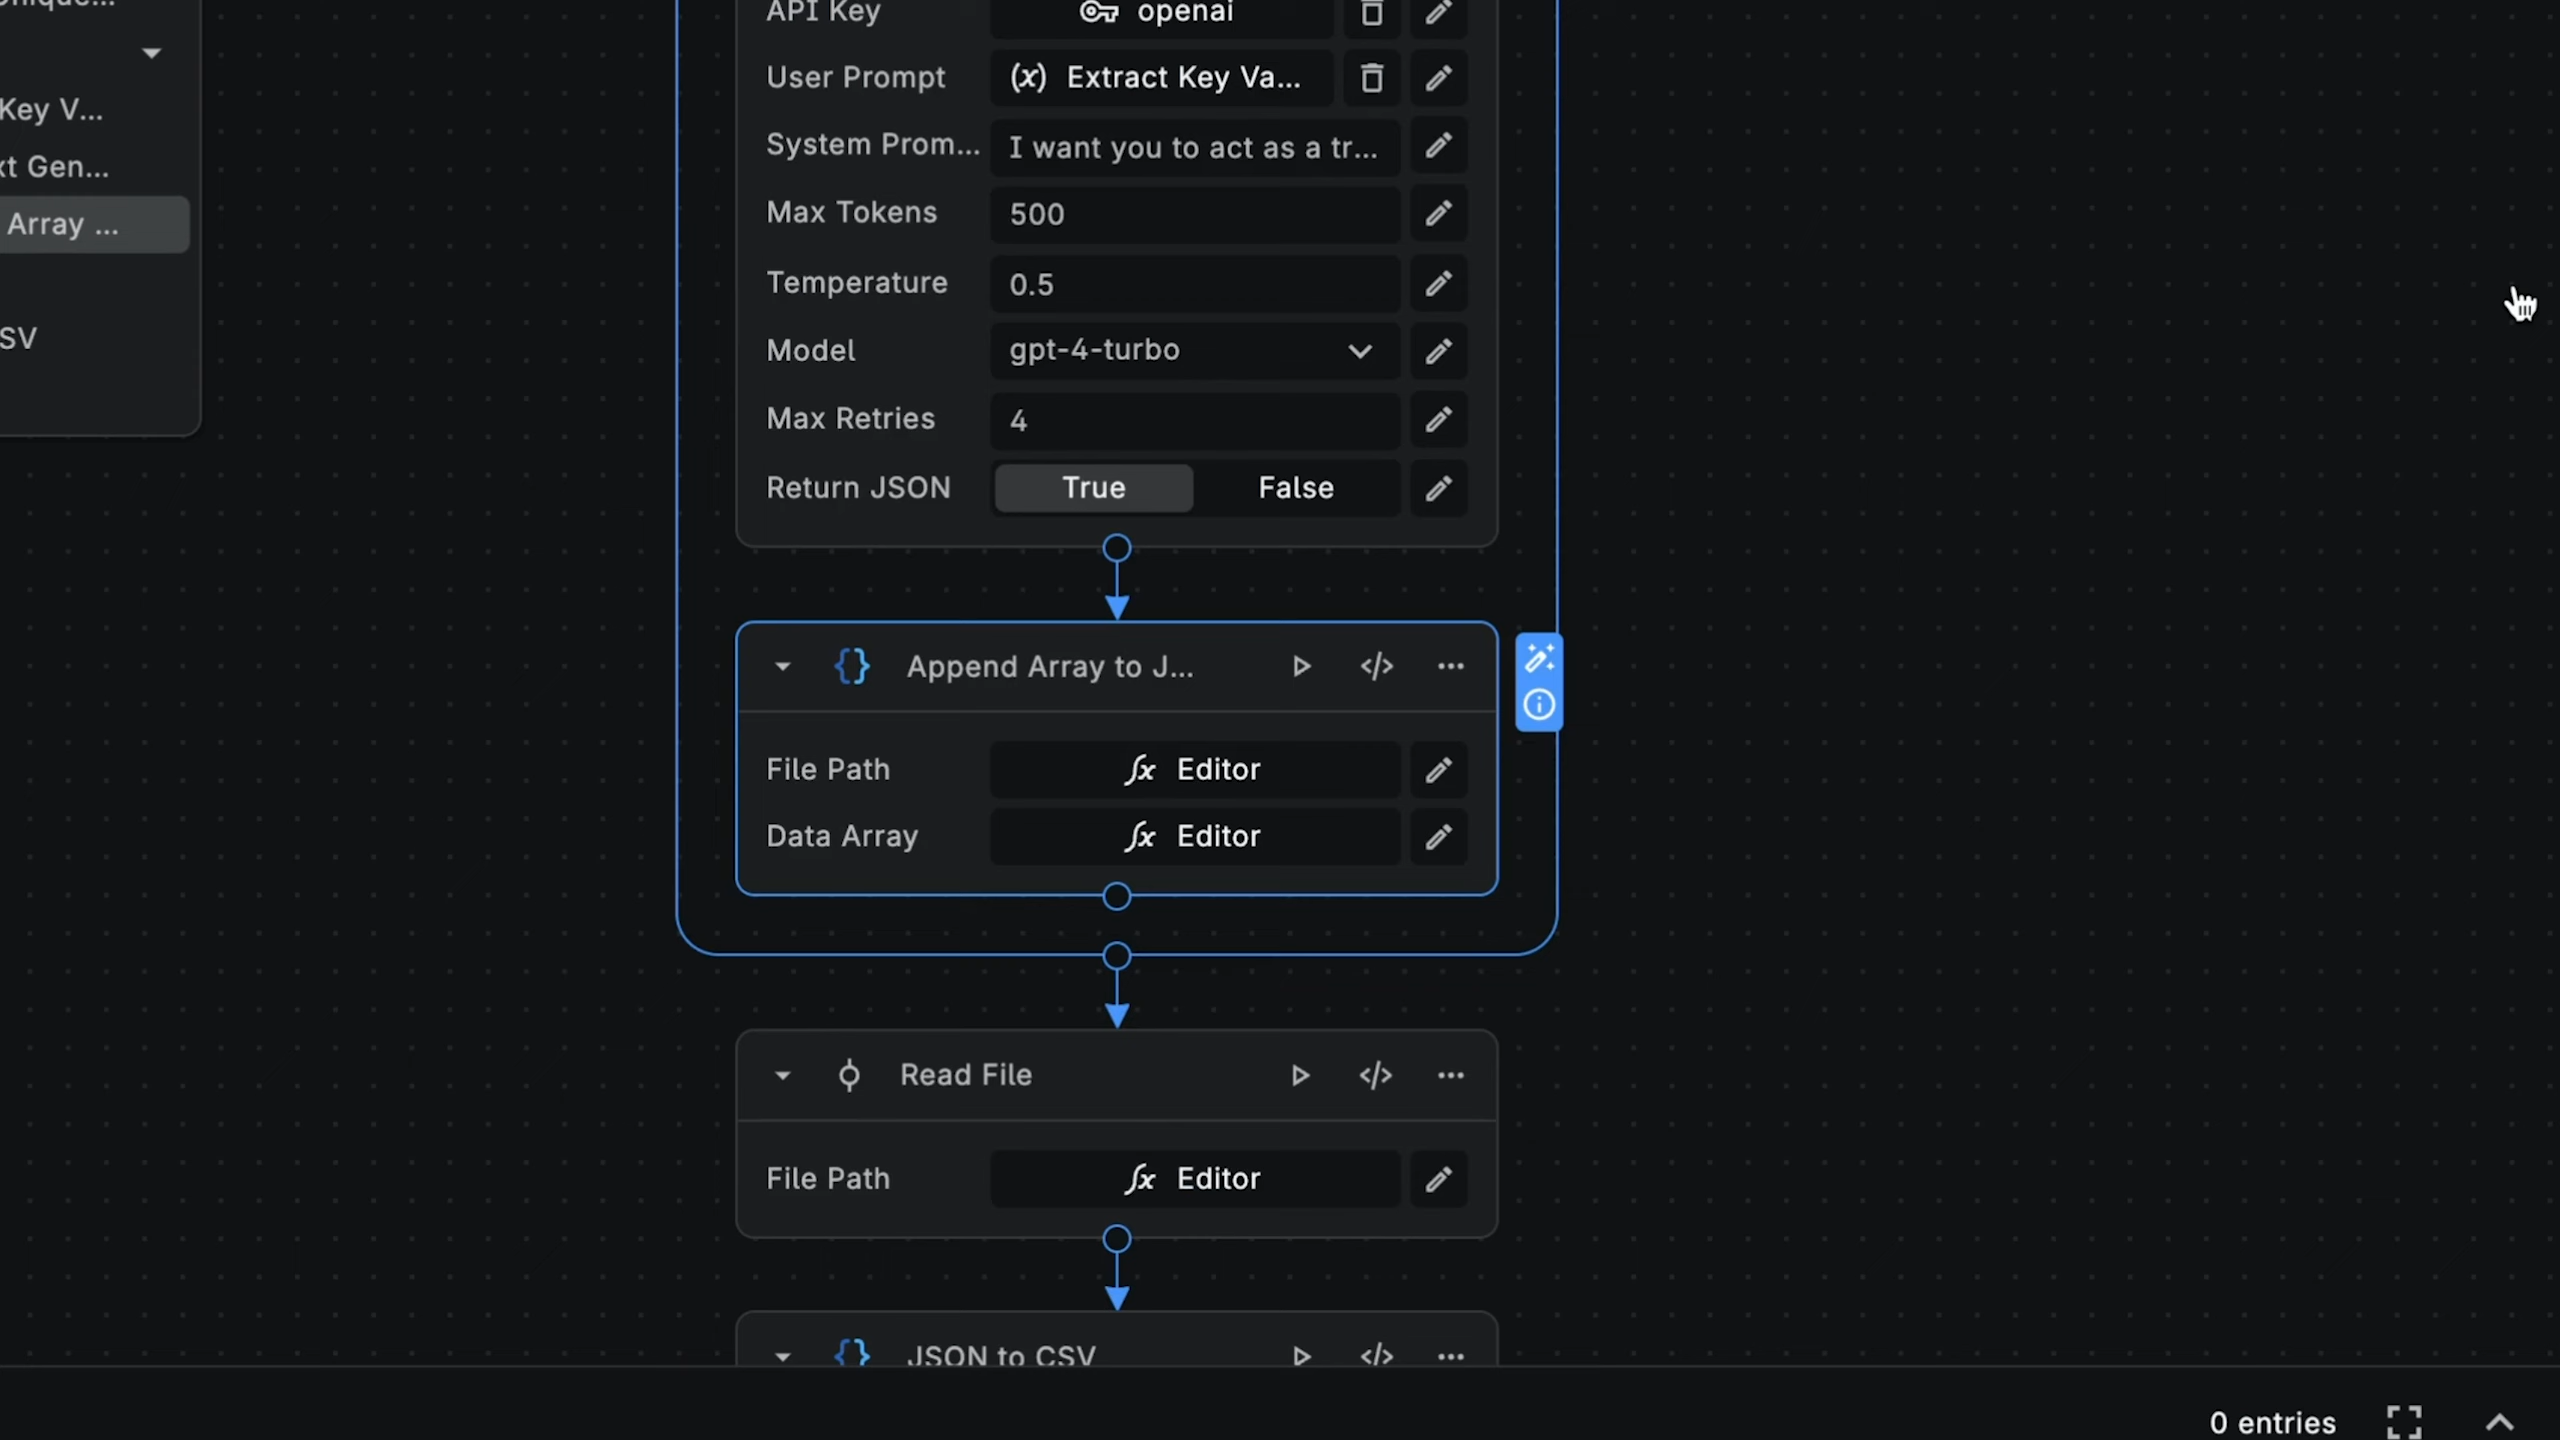 Key V...
xt Gen...
Array ...
SV
API Key openai
User Prompt (x) Extract Key Va...
System Prom... I want you to act as a tr...
Max Tokens 500
Temperature 0.5
Model gpt-4-turbo
Max Retries 4
Return JSON True False
{} Append Array to J... </> ...
File Path fx Editor
Data Array fx Editor
Read File </> ...
File Path fx Editor
{} JSON to CSV </> ...
0 entries